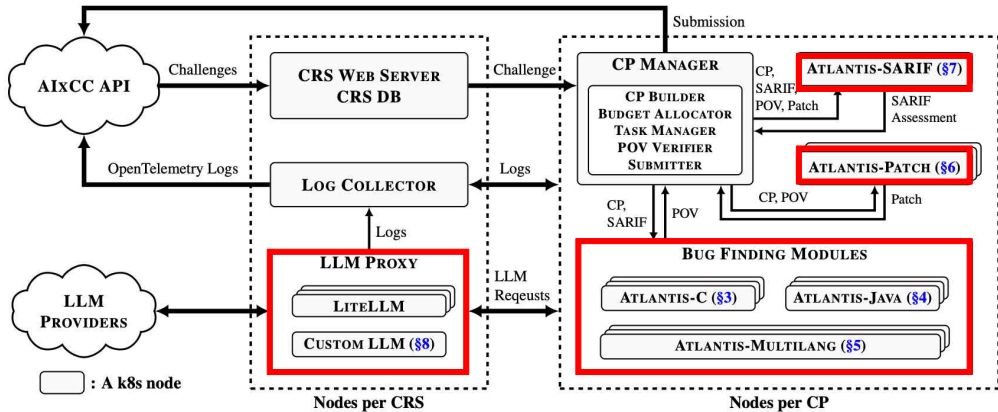 Submission
AIXCC API
Challenges
CRS WEB SERVER
CRS DB
Challenge
CP MANAGER
CP BUILDER
BUDGET ALLOCATOR
TASK MANAGER
POV VERIFIER
SUBMITTER
CP,
SARIF,
POV, Patch
ATLANTIS-SARIF (§7)
SARIF
Assessment
OpenTelemetry Logs
LOG COLLECTOR
Logs
ATLANTIS-PATCH (§6)
CP, POV
Patch
CP,
SARIF
POV
Logs
LLM
PROVIDERS
LLM PROXY
LITELLM
CUSTOM LLM (§8)
LLM
Reqeusts
BUG FINDING MODULES
ATLANTIS-C (§3)
ATLANTIS-JAVA (§4)
ATLANTIS-MULTILANG (§5)
: A k8s node
Nodes per CRS
Nodes per CP